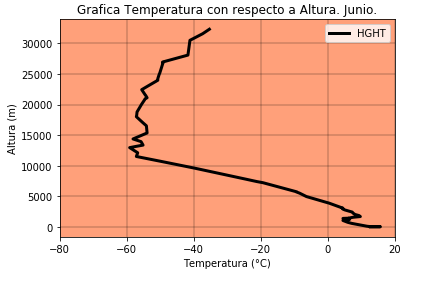 Grafica Temperatura con respecto a Altura. Junio.
HGHT
30000
25000
20000
15000
10000
5000
0
Altura (m)
−80 −60 −40 −20 0 20
Temperatura (°C)